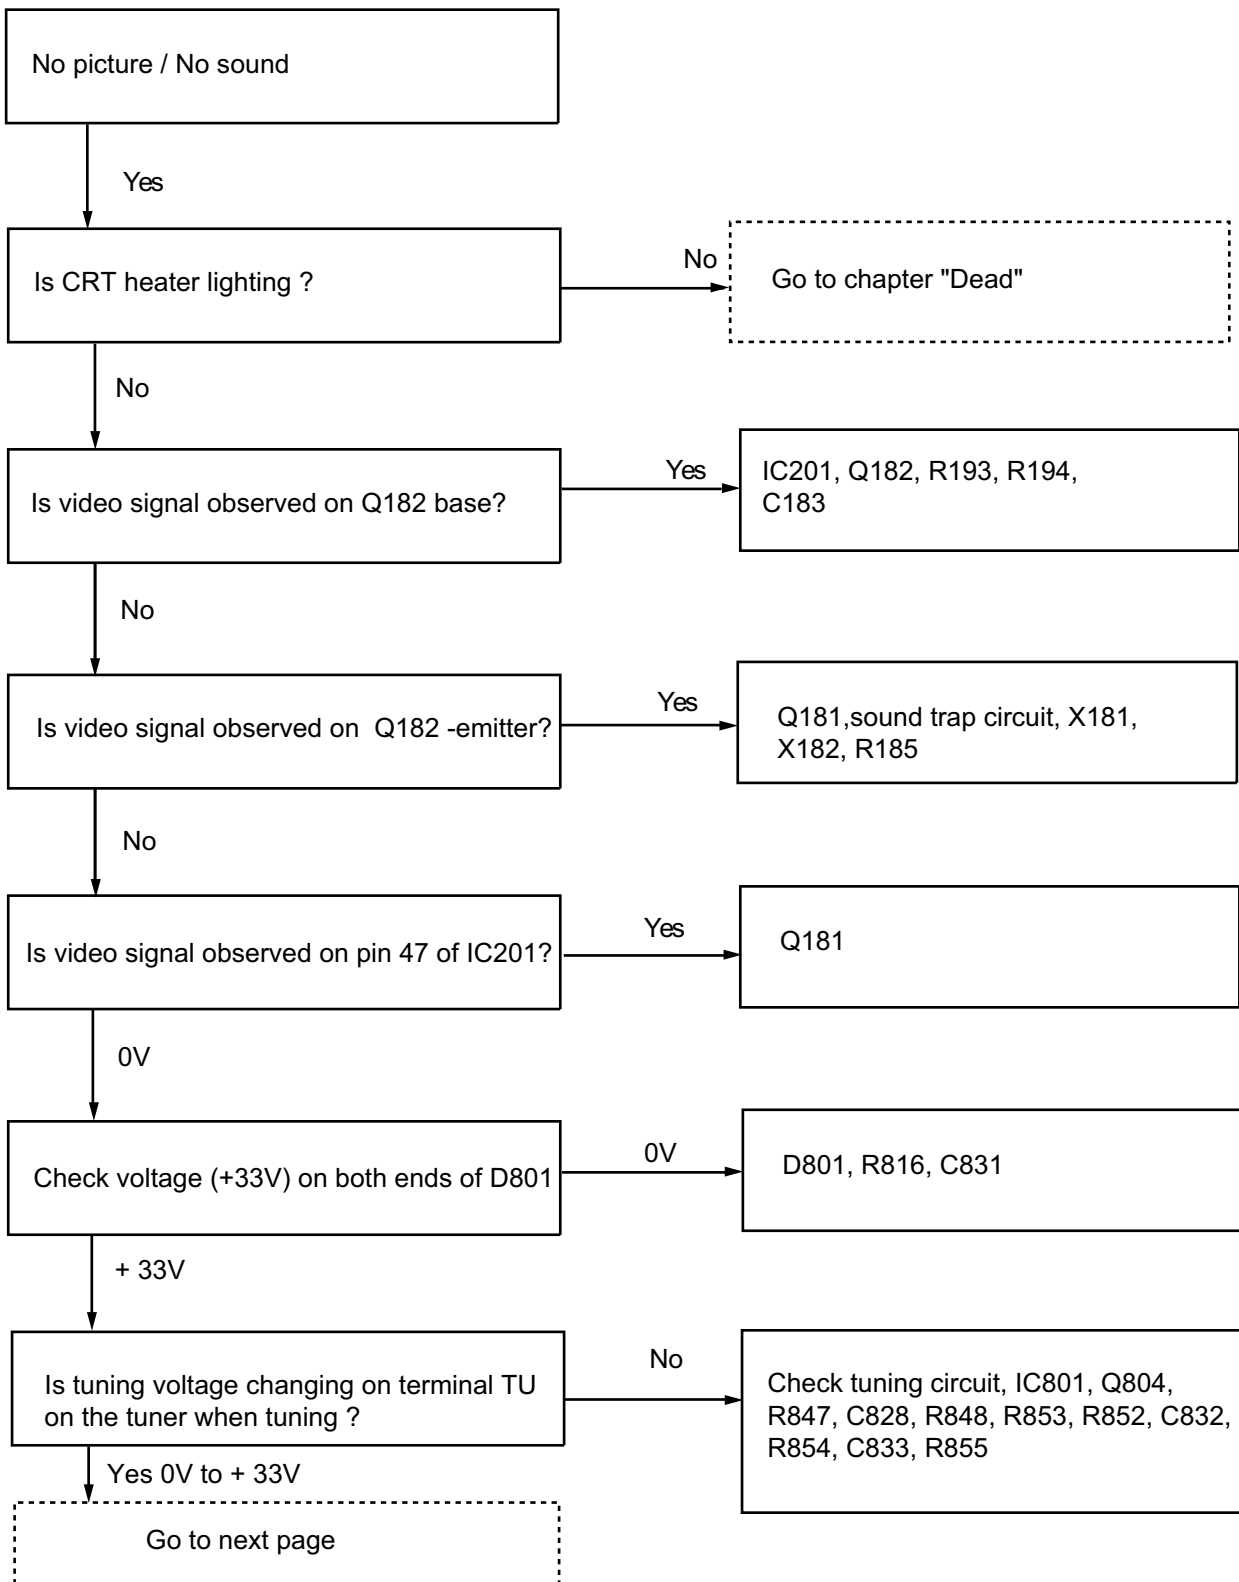 No picture / No sound
Yes
Is CRT heater lighting ?
No
Go to chapter "Dead"
No
Is video signal observed on Q182 base?
Yes
IC201, Q182, R193, R194,
C183
No
Is video signal observed on  Q182 -emitter?
Yes
Q181,sound trap circuit, X181,
X182, R185
No
Is video signal observed on pin 47 of IC201?
Yes
Q181
0V
Check voltage (+33V) on both ends of D801
0V
D801, R816, C831
+ 33V
Is tuning voltage changing on terminal TU
on the tuner when tuning ?
No
Check tuning circuit, IC801, Q804,
R847, C828, R848, R853, R852, C832,
R854, C833, R855
Yes 0V to + 33V
Go to next page